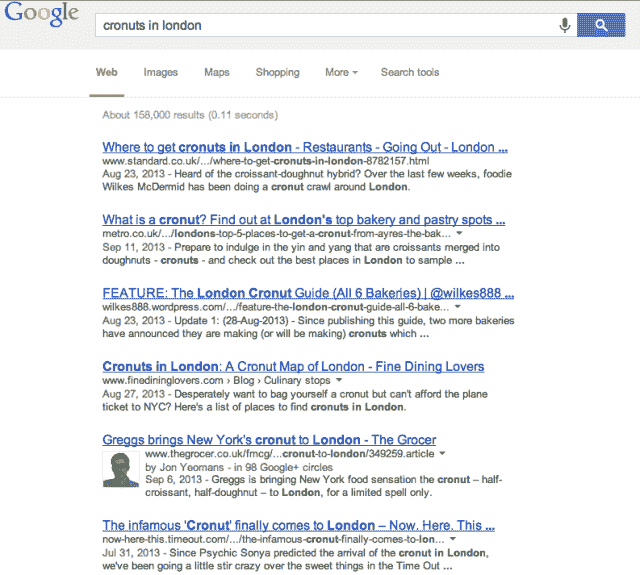 Google
cronuts in london
Web Images Maps Shopping More Search tools
About 158,000 results (0.11 seconds)
Where to get cronuts in London - Restaurants - Going Out - London ...
www.standard.co.uk/.../where-to-get-cronuts-in-london-8782157.html
Aug 23, 2013 - Heard of the croissant-doughnut hybrid? Over the last few weeks, foodie
Wilkes McDermid has been doing a cronut crawl around London.
What is a cronut? Find out at London's top bakery and pastry spots ...
metro.co.uk/.../londons-top-5-places-to-get-a-cronut-from-ayres-the-bak...
Sep 11, 2013 - Prepare to indulge in the yin and yang that are croissants merged into
doughnuts - cronuts - and check out the best places in London to sample ...
FEATURE: The London Cronut Guide (All 6 Bakeries) | @wilkes888 ...
wilkes888.wordpress.com/.../feature-the-london-cronut-guide-all-6-bake...
Aug 23, 2013 - Update 1: (28-Aug-2013) - Since publishing this guide, two more bakeries
have announced they are making (or will be making) cronuts which ...
Cronuts in London: A Cronut Map of London - Fine Dining Lovers
www.finedininglovers.com › Blog › Culinary stops
Aug 27, 2013 - Desperately want to bag yourself a cronut but can't afford the plane
ticket to NYC? Here's a list of places to find cronuts in London.
Greggs brings New York's cronut to London - The Grocer
www.thegrocer.co.uk/fmcg/...cronut-to-london/349259.article
by Jon Yeomans - in 98 Google+ circles
Sep 6, 2013 - Greggs is bringing New York food sensation the cronut – half-
croissant, half-doughnut – to London, for a limited spell only.
The infamous 'Cronut' finally comes to London – Now. Here. This ...
now-here-this.timeout.com/.../the-infamous-cronut-finally-comes-to-lon...
Jul 31, 2013 - Since Psychic Sonya predicted the arrival of the cronut in London,
we've been going a little stir crazy over the sweet things in the Time Out ...